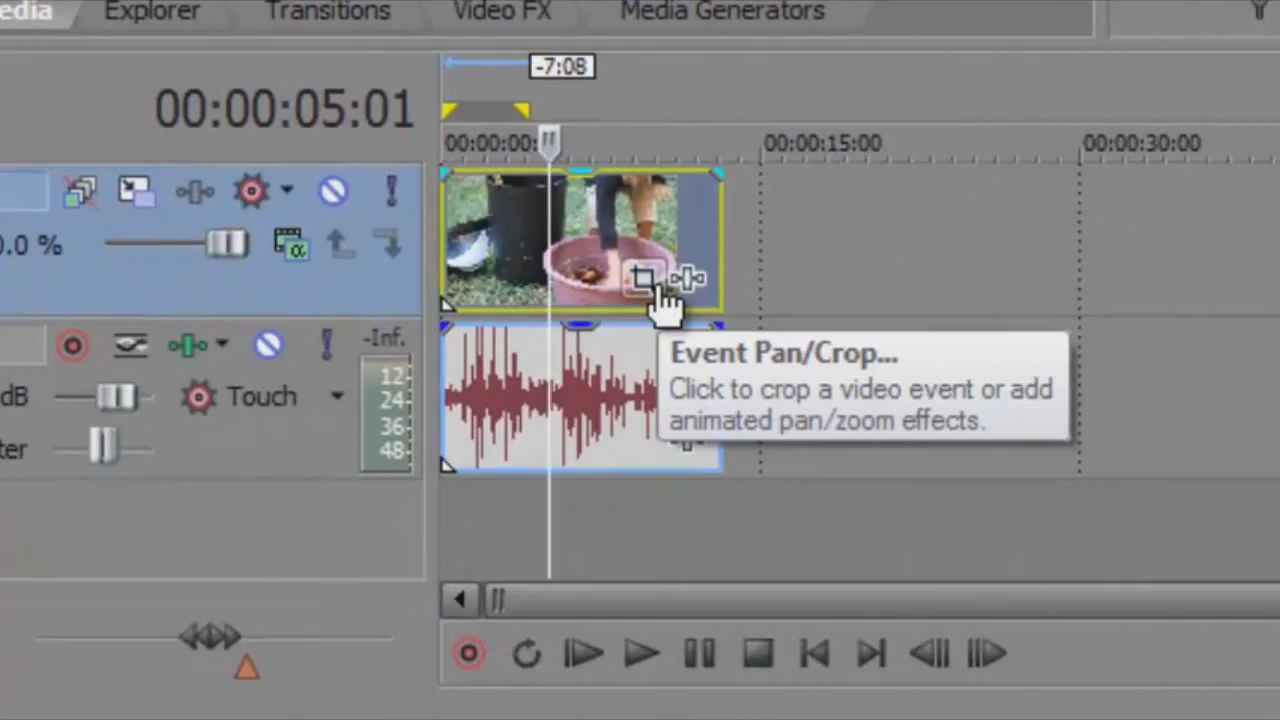 edia
Explorer
Transitions
Video FX
Media Generators
-7:08
00:00:05:01
00:00:00:
00:00:15:00
00:00:30:00
.0 %
Event Pan/Crop...
Click to crop a video event or add
animated pan/zoom effects.
-Inf.
12
24
36
48
dB
Touch
ter